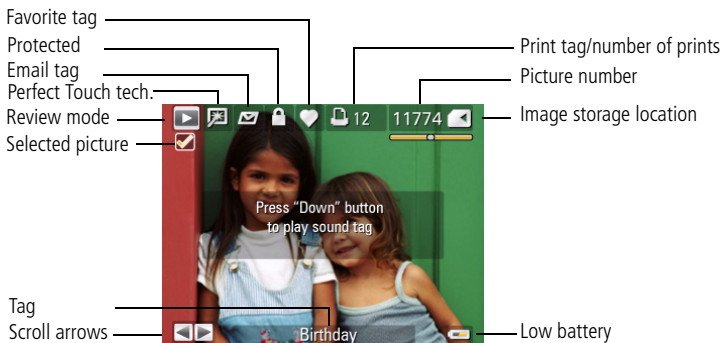 Favorite tag
Protected
Email tag
Perfect Touch tech.
Review mode
Selected picture
Print tag/number of prints
Picture number
Image storage location
12
11774
Press "Down" button
to play sound tag
Tag
Scroll arrows
Birthday
Low battery